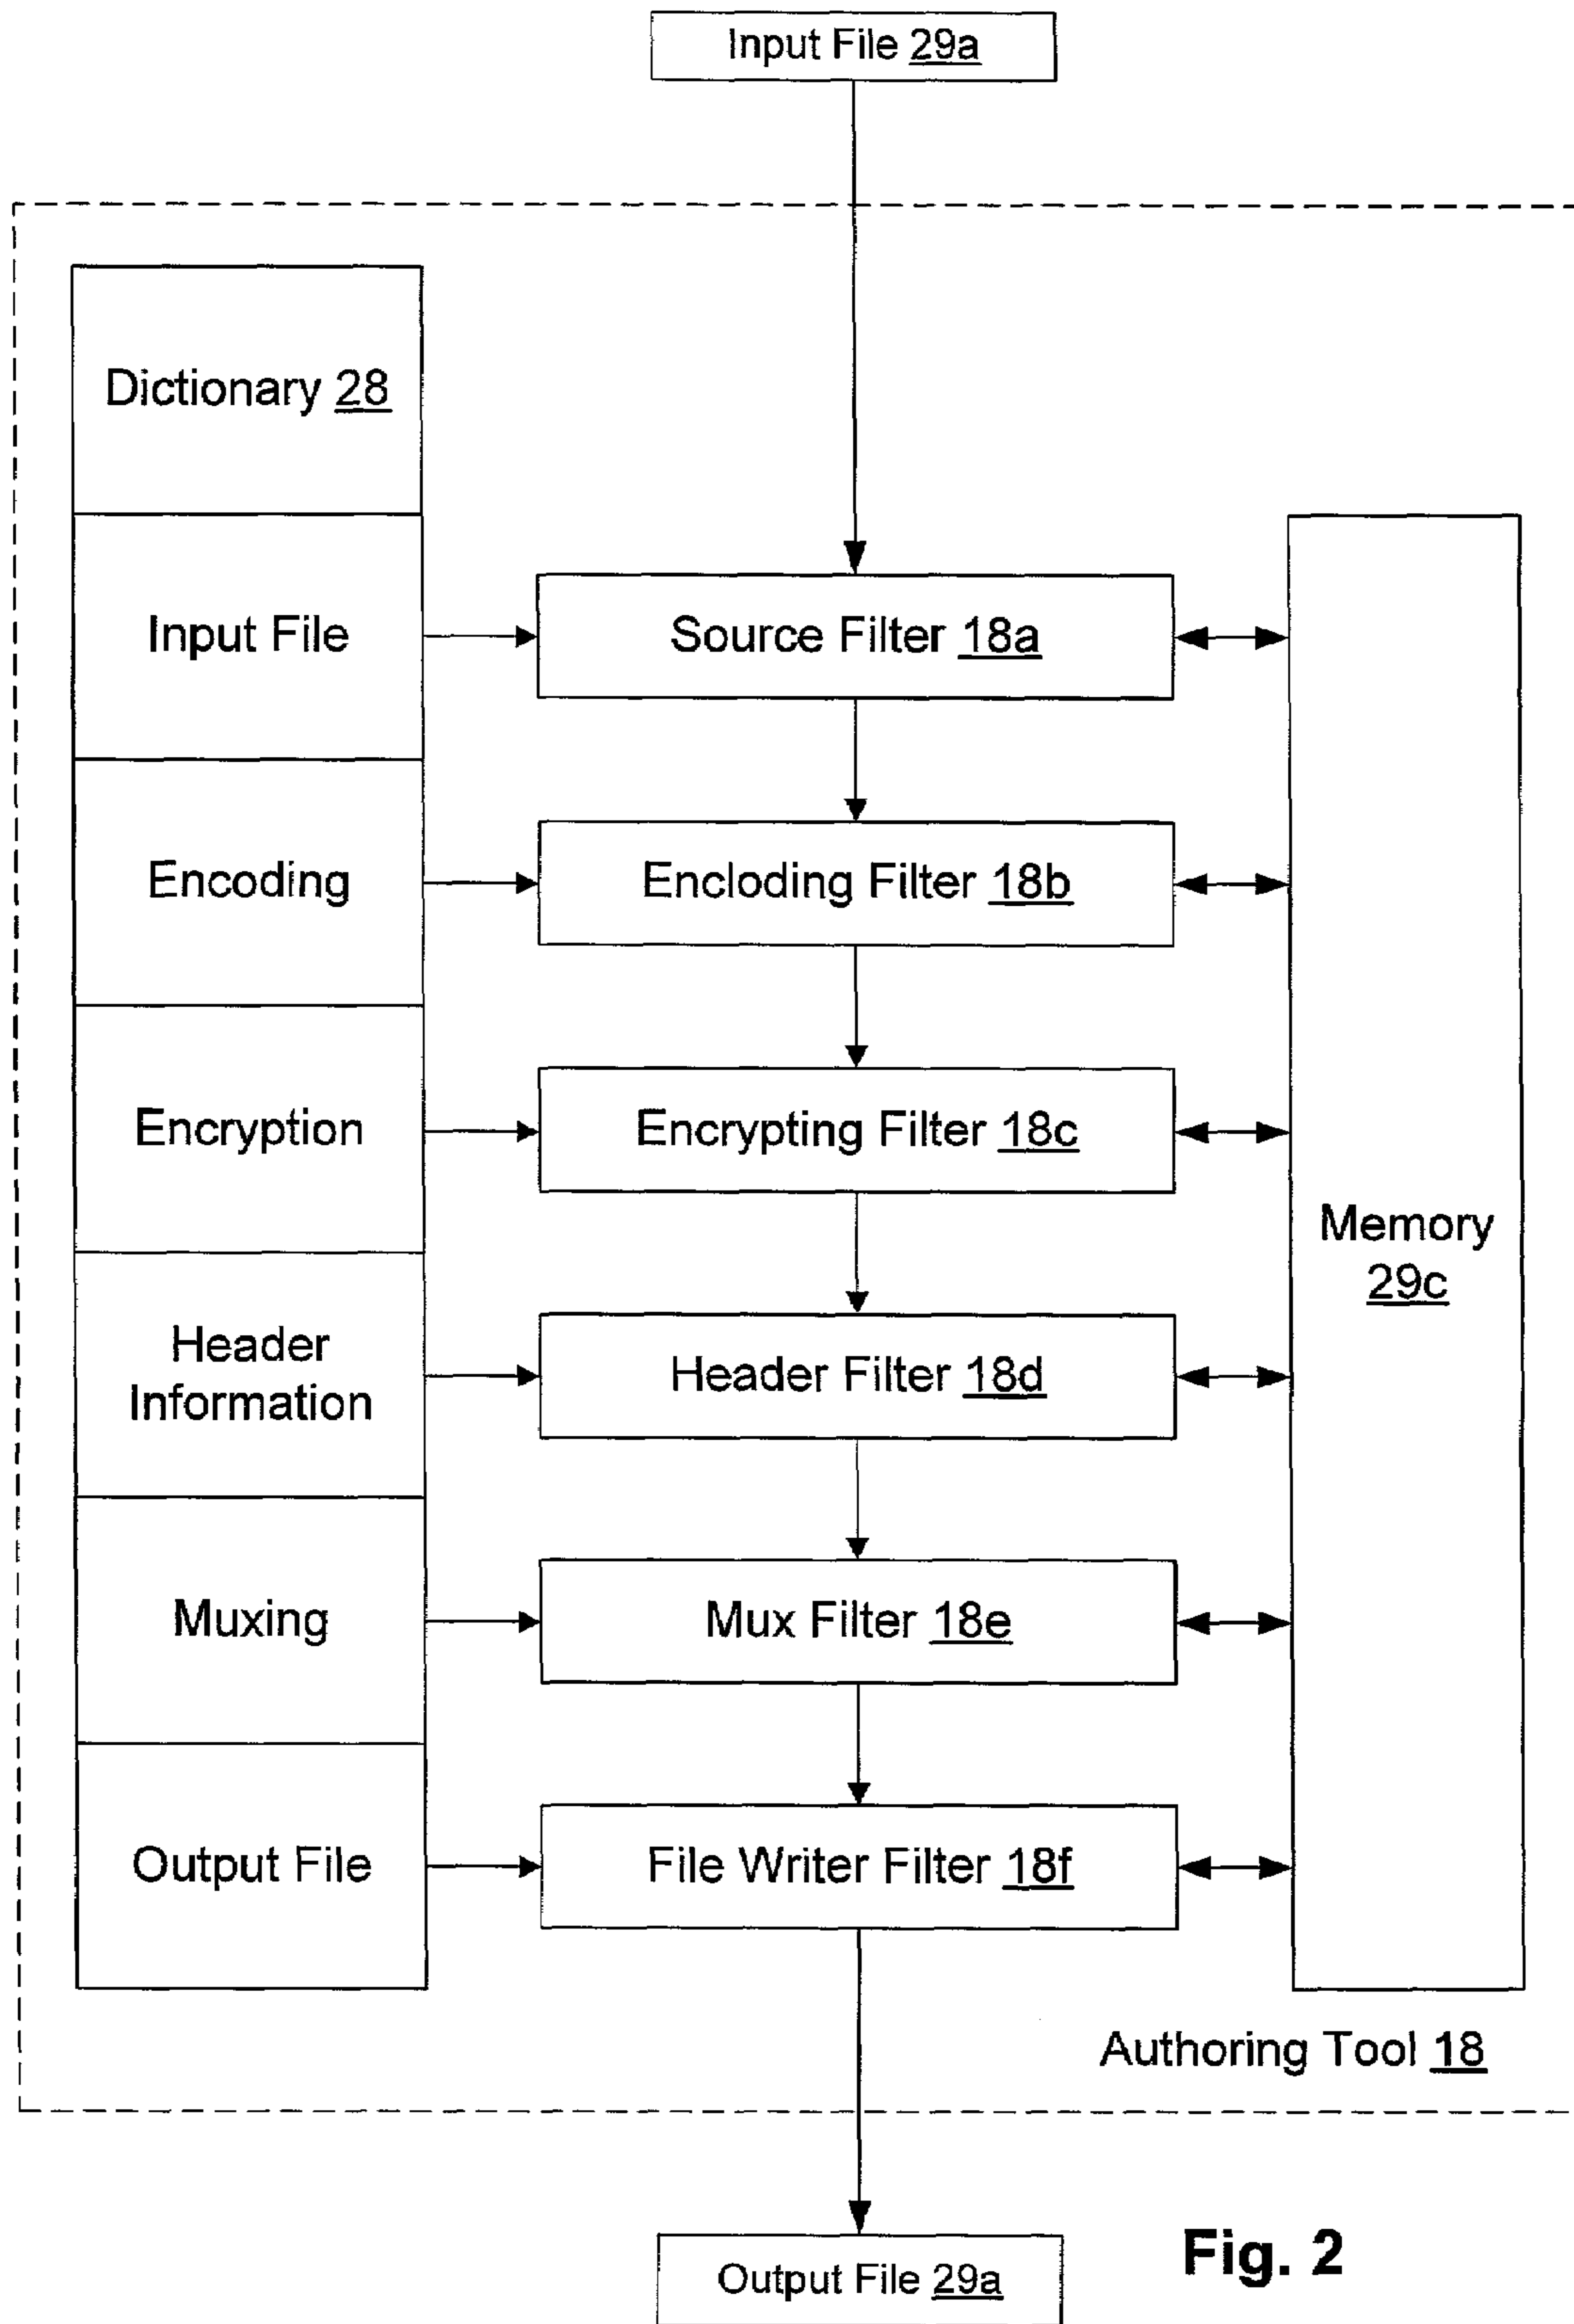 Input File 29a
Dictionary 28
Input File
Source Filter 18a
Encoding
Encloding Filter 18b
Encryption
Encrypting Filter 18c
Memory
29c
Header
Information
Header Filter 18d
Muxing
Mux Filter 18e
Output File
File Writer Filter 18f
Authoring Tool 18
Output File 29a
Fig. 2